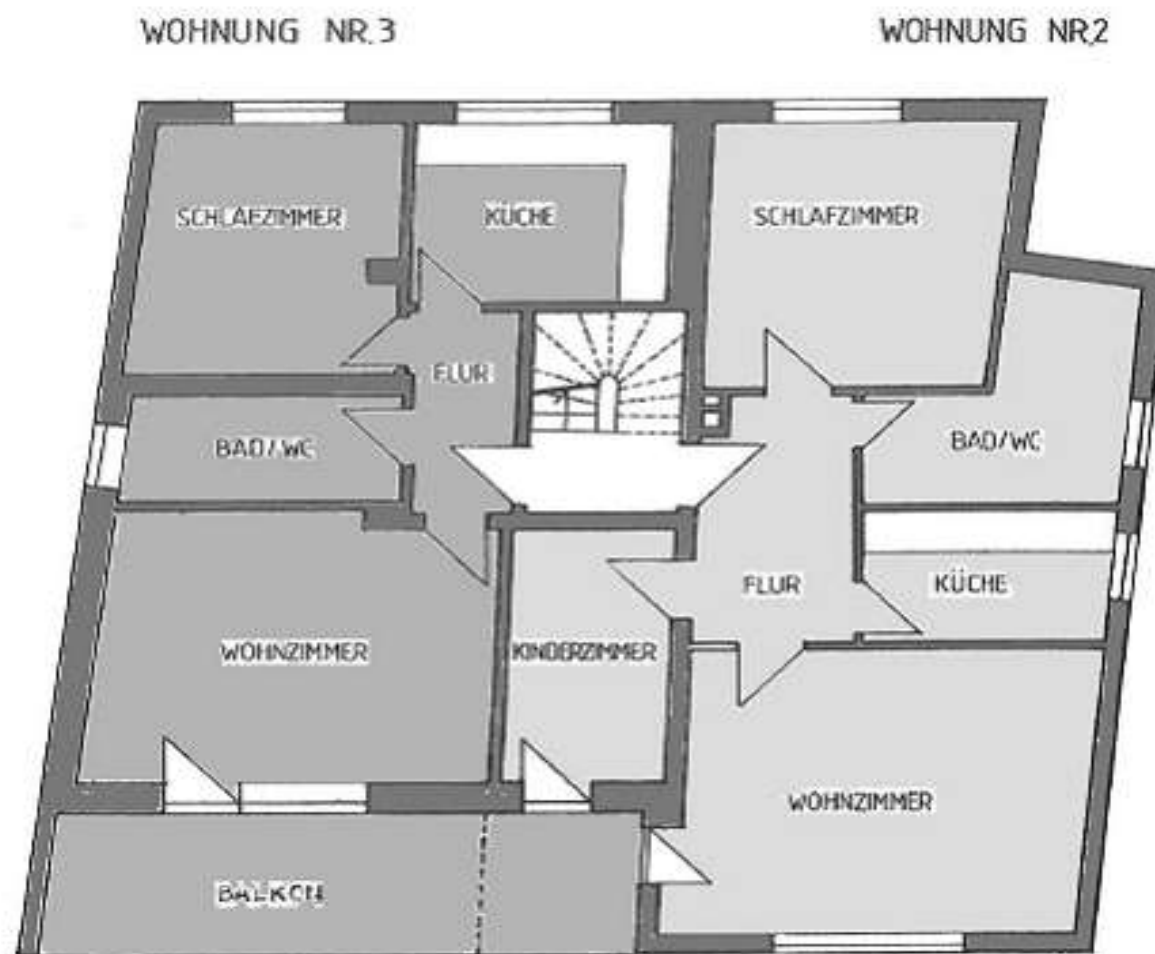 WOHNUNG NR.3
WOHNUNG NR.2
SCHLAFZIMMER
KÜCHE
SCHLAFZIMMER
FLUR
BAD/WC
BAD/WC
FLUR
KÜCHE
WOHNZIMMER
KINDERZIMMER
WOHNZIMMER
BALKON